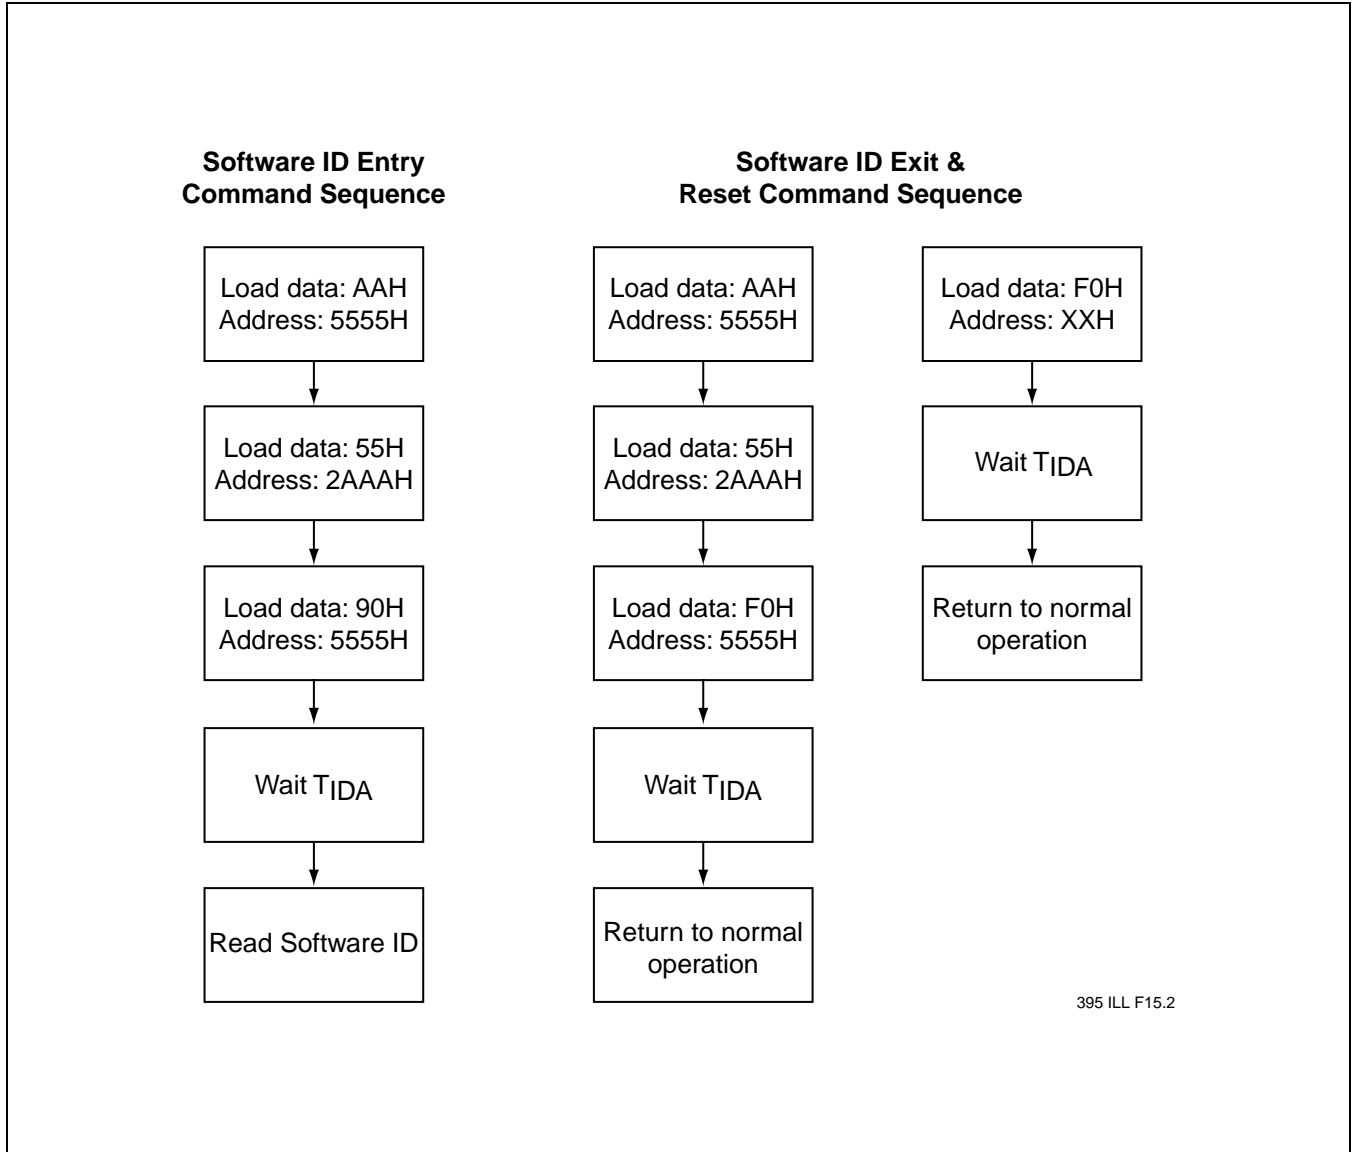 Software ID Entry
Command Sequence
Load data: AAH
Address: 5555H
Load data: 55H
Address: 2AAAH
Load data: 90H
Address: 5555H
Wait TIDA
Read Software ID
Software ID Exit &
Reset Command Sequence
Load data: AAH
Address: 5555H
Load data: 55H
Address: 2AAAH
Load data: F0H
Address: 5555H
Wait TIDA
Return to normal
operation
Load data: F0H
Address: XXH
Wait TIDA
Return to normal
operation
395 ILL F15.2